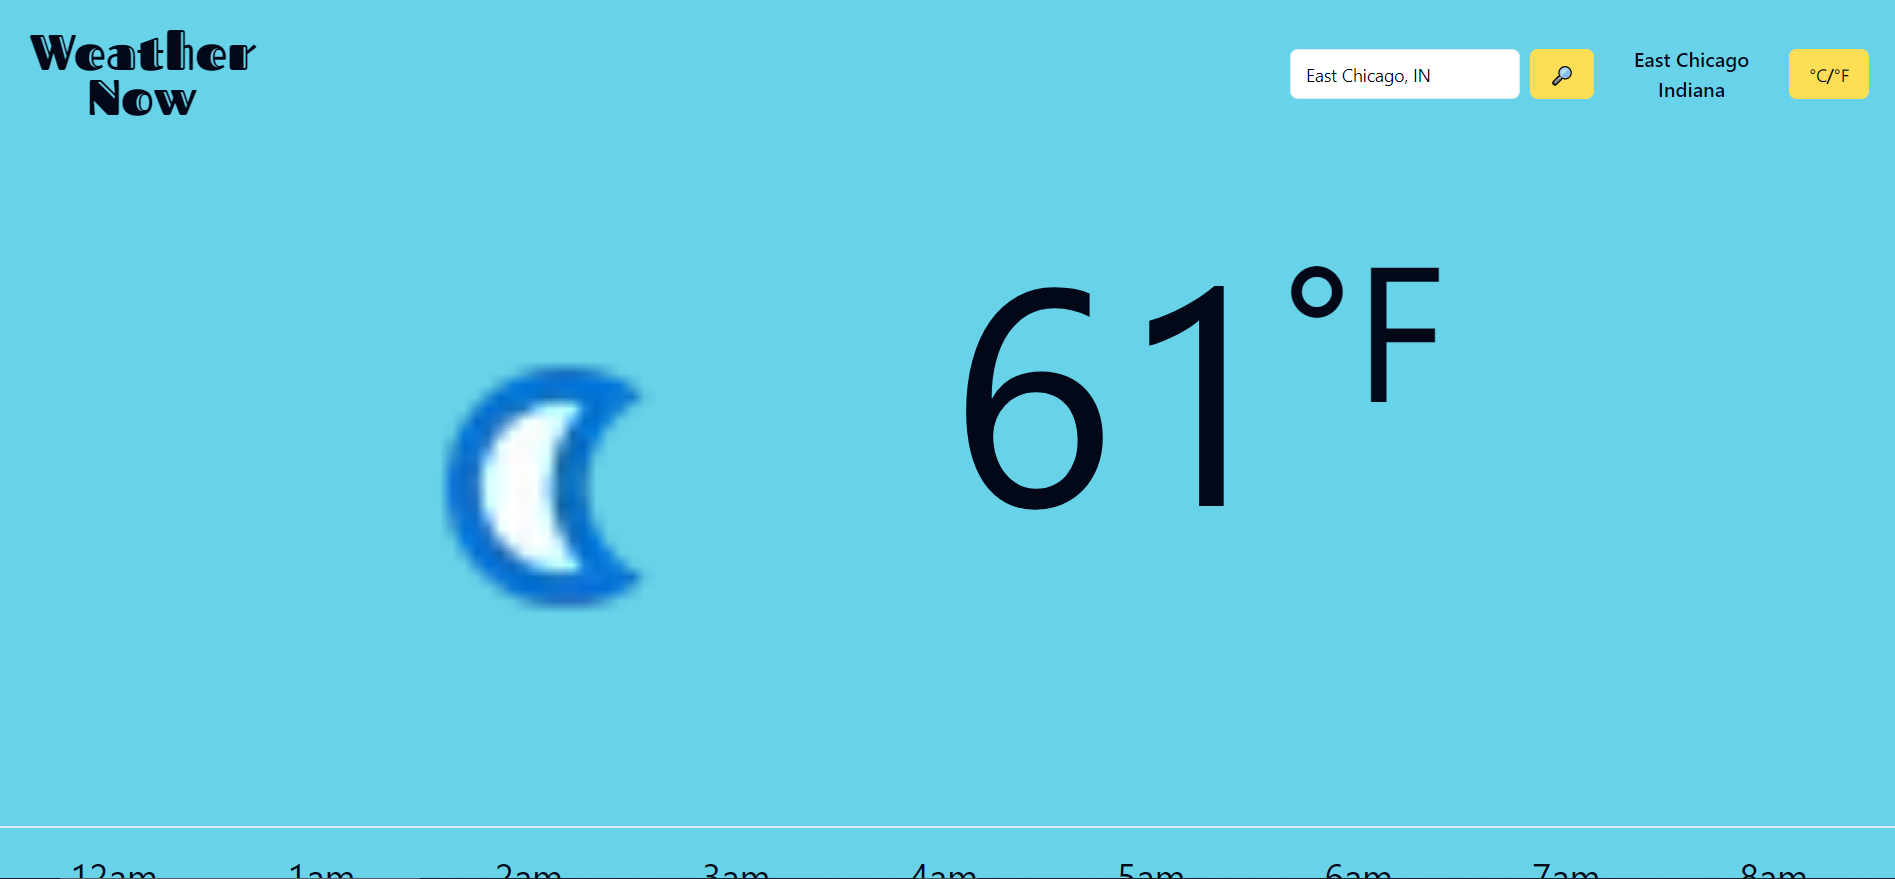 Weather
Now
East Chicago, IN
East Chicago
Indiana
°C/°F
61°F
12am 1am 2am 3am 4am 5am 6am 7am 8am